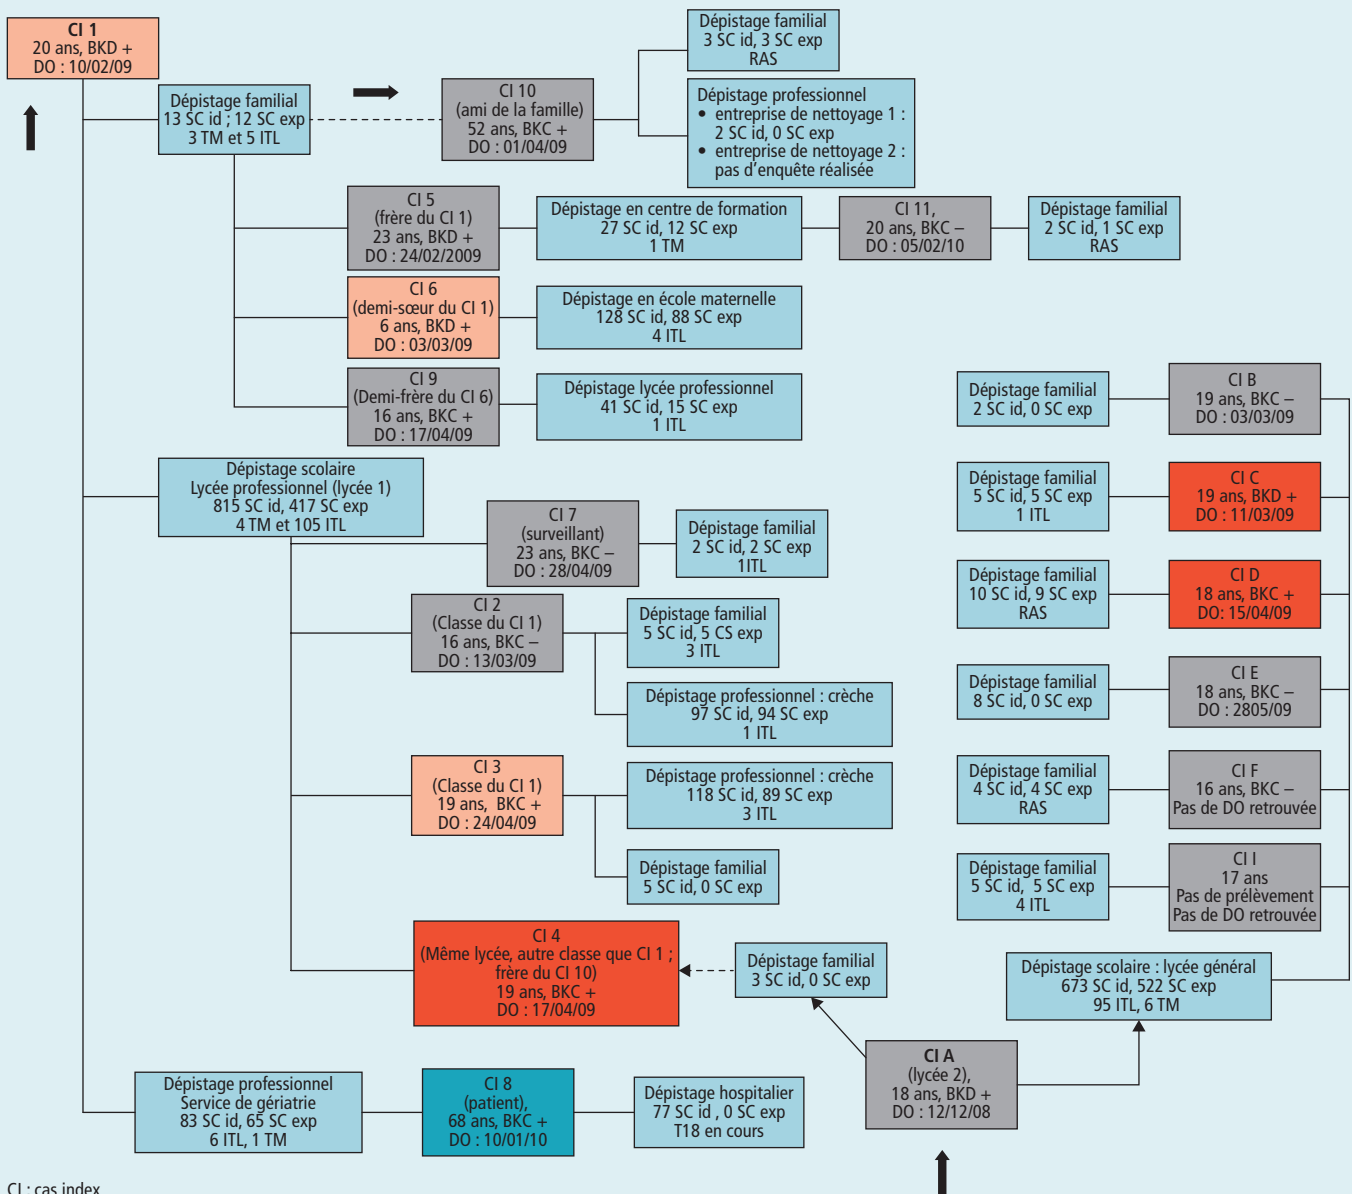 CI 1
20 ans, BKD +
DO : 10/02/09
Dépistage familial
13 SC id ; 12 SC exp
3 TM et 5 ITL
CI 10
(ami de la famille)
52 ans, BKC +
DO : 01/04/09
Dépistage familial
3 SC id, 3 SC exp
RAS
Dépistage professionnel
• entreprise de nettoyage 1 :
2 SC id, 0 SC exp
• entreprise de nettoyage 2 :
pas d'enquête réalisée
CI 5
(frère du CI 1)
23 ans, BKD +
DO : 24/02/2009
Dépistage en centre de formation
27 SC id, 12 SC exp
1 TM
CI 11,
20 ans, BKC –
DO : 05/02/10
Dépistage familial
2 SC id, 1 SC exp
RAS
CI 6
(demi-sœur du CI 1)
6 ans, BKD +
DO : 03/03/09
Dépistage en école maternelle
128 SC id, 88 SC exp
4 ITL
CI 9
(Demi-frère du CI 6)
16 ans, BKC +
DO : 17/04/09
Dépistage lycée professionnel
41 SC id, 15 SC exp
1 ITL
Dépistage familial
2 SC id, 0 SC exp
CI B
19 ans, BKC –
DO : 03/03/09
Dépistage scolaire
Lycée professionnel (lycée 1)
815 SC id, 417 SC exp
4 TM et 105 ITL
Dépistage familial
5 SC id, 5 SC exp
1 ITL
CI C
19 ans, BKD +
DO : 11/03/09
CI 7
(surveillant)
23 ans, BKC –
DO : 28/04/09
Dépistage familial
2 SC id, 2 SC exp
1ITL
Dépistage familial
10 SC id, 9 SC exp
RAS
CI D
18 ans, BKC +
DO: 15/04/09
CI 2
(Classe du CI 1)
16 ans, BKC –
DO : 13/03/09
Dépistage familial
5 SC id, 5 CS exp
3 ITL
Dépistage professionnel : crèche
97 SC id, 94 SC exp
1 ITL
Dépistage familial
8 SC id, 0 SC exp
CI E
18 ans, BKC –
DO : 2805/09
CI 3
(Classe du CI 1)
19 ans, BKC +
DO : 24/04/09
Dépistage professionnel : crèche
118 SC id, 89 SC exp
3 ITL
Dépistage familial
5 SC id, 0 SC exp
Dépistage familial
4 SC id, 4 SC exp
RAS
CI F
16 ans, BKC –
Pas de DO retrouvée
Dépistage familial
5 SC id, 5 SC exp
4 ITL
CI I
17 ans
Pas de prélèvement
Pas de DO retrouvée
CI 4
(Même lycée, autre classe que CI 1 ;
frère du CI 10)
19 ans, BKC +
DO : 17/04/09
Dépistage familial
3 SC id, 0 SC exp
Dépistage scolaire : lycée général
673 SC id, 522 SC exp
95 ITL, 6 TM
CI A
(lycée 2),
18 ans, BKD +
DO : 12/12/08
Dépistage professionnel
Service de gériatrie
83 SC id, 65 SC exp
6 ITL, 1 TM
CI 8
(patient),
68 ans, BKC +
DO : 10/01/10
Dépistage hospitalier
77 SC id , 0 SC exp
T18 en cours
CI : cas index